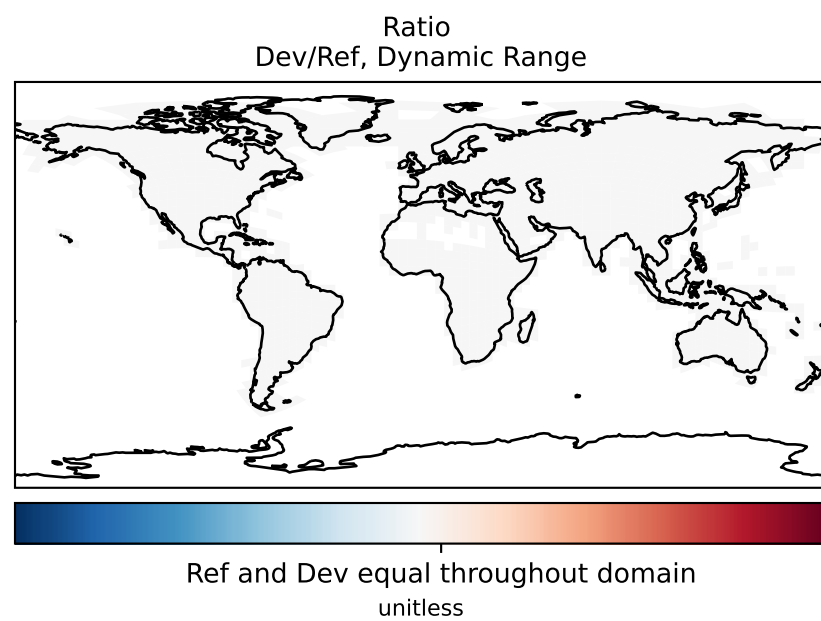 Ratio
Dev/Ref, Dynamic Range
Ref and Dev equal throughout domain
unitless